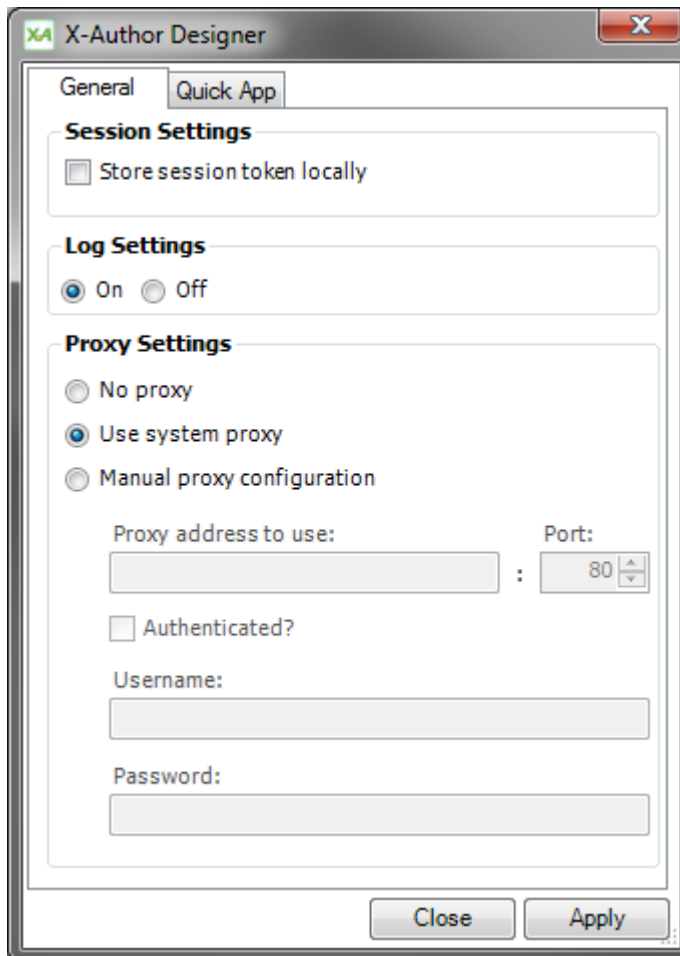 XA X-Author Designer
General Quick App
Session Settings
Store session token locally
Log Settings
On Off
Proxy Settings
No proxy
Use system proxy
Manual proxy configuration
Proxy address to use: Port:
: 80
Authenticated?
Username:
Password:
Close Apply